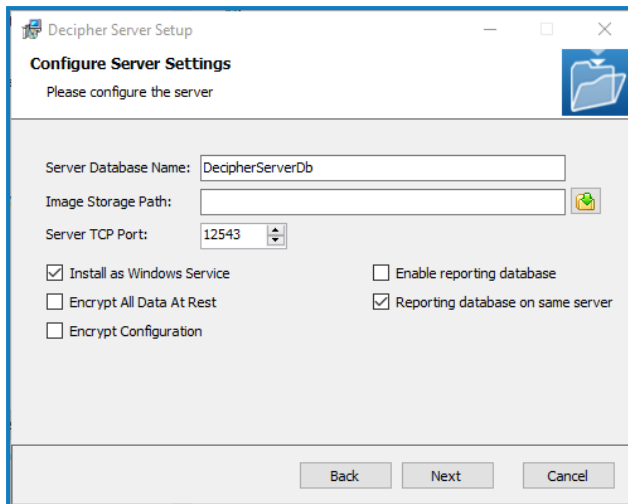 Decipher Server Setup
Configure Server Settings
Please configure the server
Server Database Name: DecipherServerDb
Image Storage Path:
Server TCP Port: 12543
Install as Windows Service
Enable reporting database
Encrypt All Data At Rest
Reporting database on same server
Encrypt Configuration
Back Next Cancel